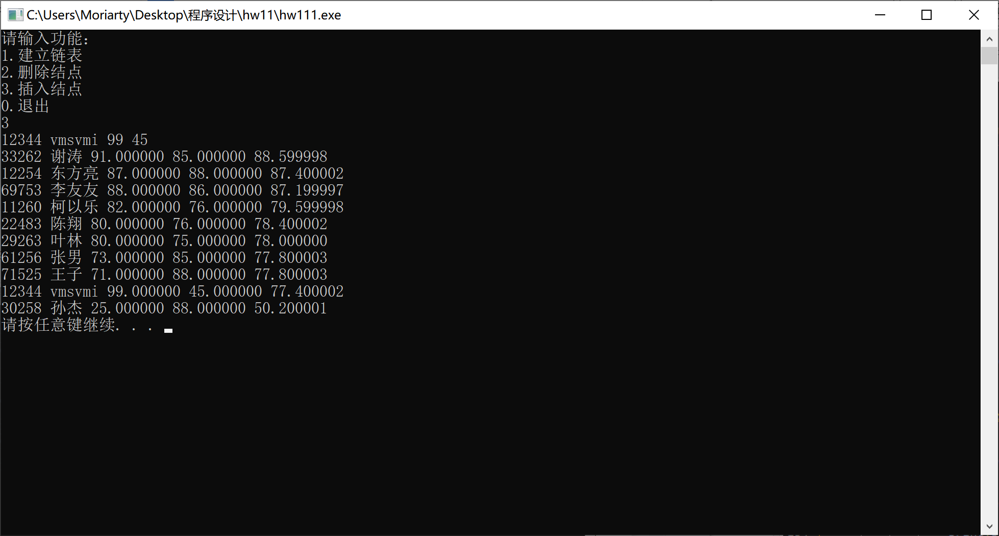 C:\Users\Moriarty\Desktop\程序设计\hw11\hw111.exe
请输入功能：
1.建立链表
2.删除结点
3.插入结点
0.退出
3
12344 vmsvmi 99 45
33262 谢涛 91.000000 85.000000 88.599998
12254 东方亮 87.000000 88.000000 87.400002
69753 李友友 88.000000 86.000000 87.199997
11260 柯以乐 82.000000 76.000000 79.599998
22483 陈翔 80.000000 76.000000 78.400002
29263 叶林 80.000000 75.000000 78.000000
61256 张男 73.000000 85.000000 77.800003
71525 王子 71.000000 88.000000 77.800003
12344 vmsvmi 99.000000 45.000000 77.400002
30258 孙杰 25.000000 88.000000 50.200001
请按任意键继续. . .